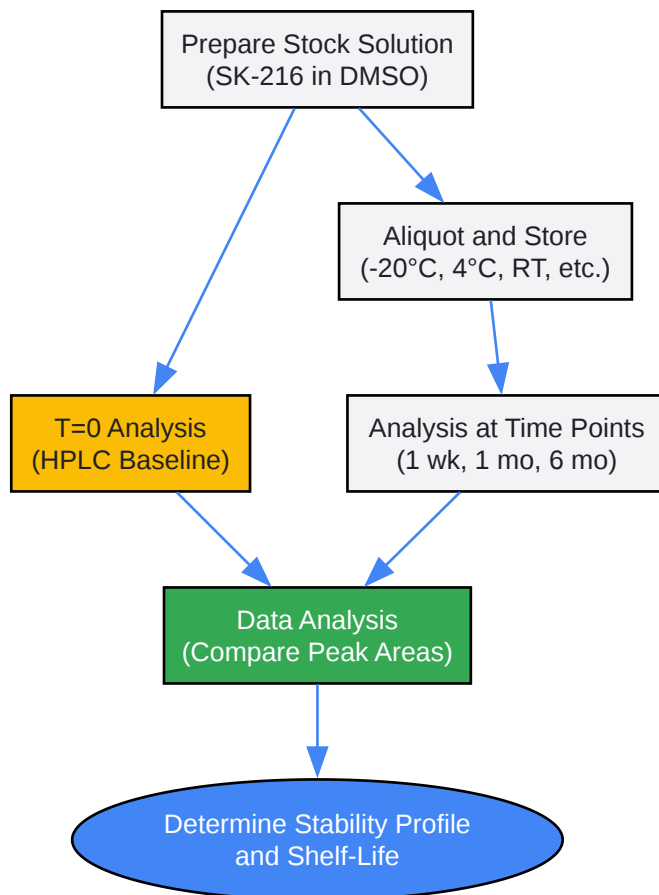 Prepare Stock Solution
(SK-216 in DMSO)
Aliquot and Store
(-20°C, 4°C, RT, etc.)
T=0 Analysis
(HPLC Baseline)
Analysis at Time Points
(1 wk, 1 mo, 6 mo)
Data Analysis
(Compare Peak Areas)
Determine Stability Profile
and Shelf-Life